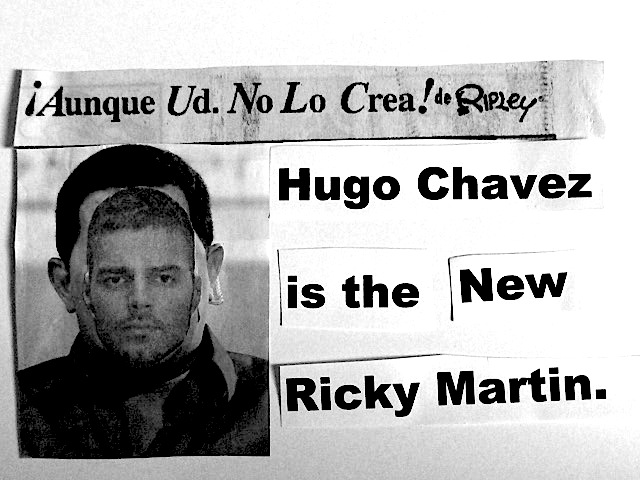 ¡Aunque Ud. No Lo Crea! de RIPLEY
Hugo Chavez
is the New
Ricky Martin.